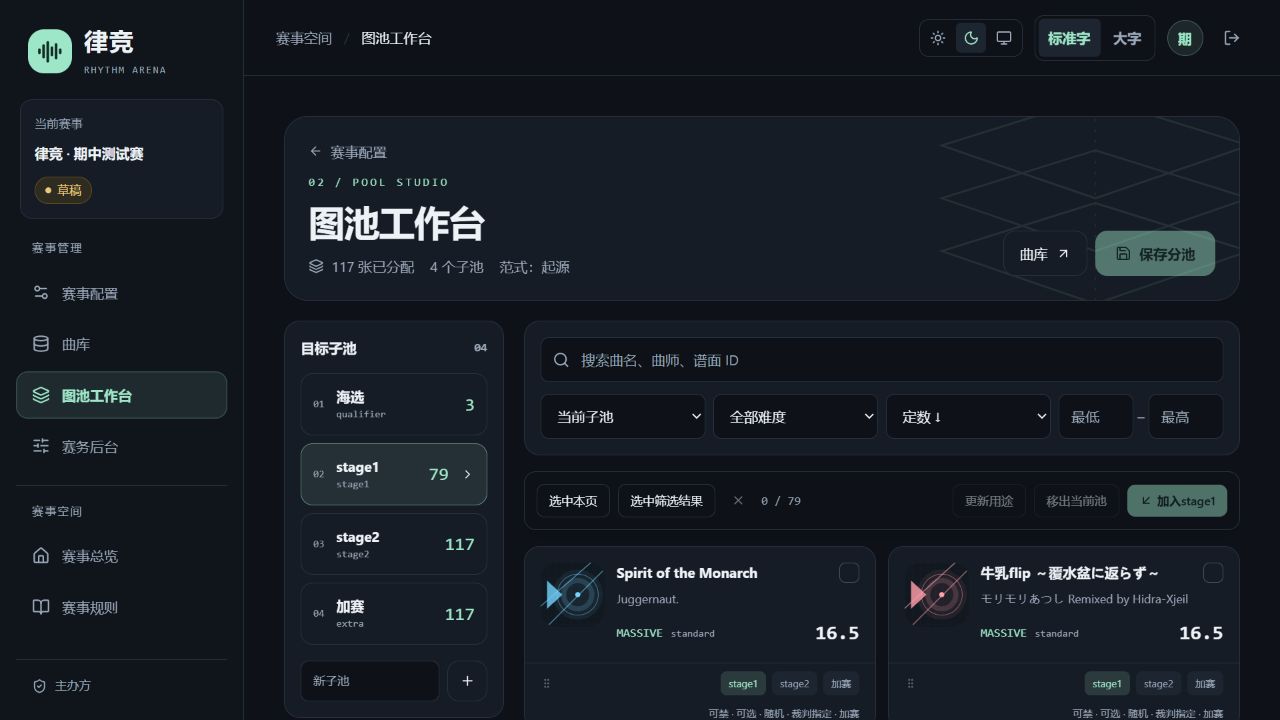 律竞
RHYTHM ARENA
当前赛事
律竞 · 期中测试赛
草稿
赛事管理
赛事配置
曲库
图池工作台
赛务后台
赛事空间
赛事总览
赛事规则
主办方
赛事空间 / 图池工作台
标准字 大字 期
← 赛事配置
02 / POOL STUDIO
图池工作台
117 张已分配 4 个子池 范式：起源
曲库 ↗ 保存分池
目标子池 04
01 海选 3
qualifier
02 stage1 79
stage1
03 stage2 117
stage2
04 加赛 117
extra
新子池 +
搜索曲名、曲师、谱面 ID
当前子池 全部难度 定数 ↓ 最低 – 最高
选中本页 选中筛选结果 × 0 / 79 更新用途 移出当前池 ↙ 加入stage1
Spirit of the Monarch
Juggernaut.
MASSIVE standard 16.5
stage1 stage2 加赛
可禁 · 可选 · 随机 · 裁判指定 · 加赛
牛乳flip ～覆水盆に返らず～
モリモリあつし Remixed by Hidra-Xjeil
MASSIVE standard 16.5
stage1 stage2 加赛
可禁 · 可选 · 随机 · 裁判指定 · 加赛